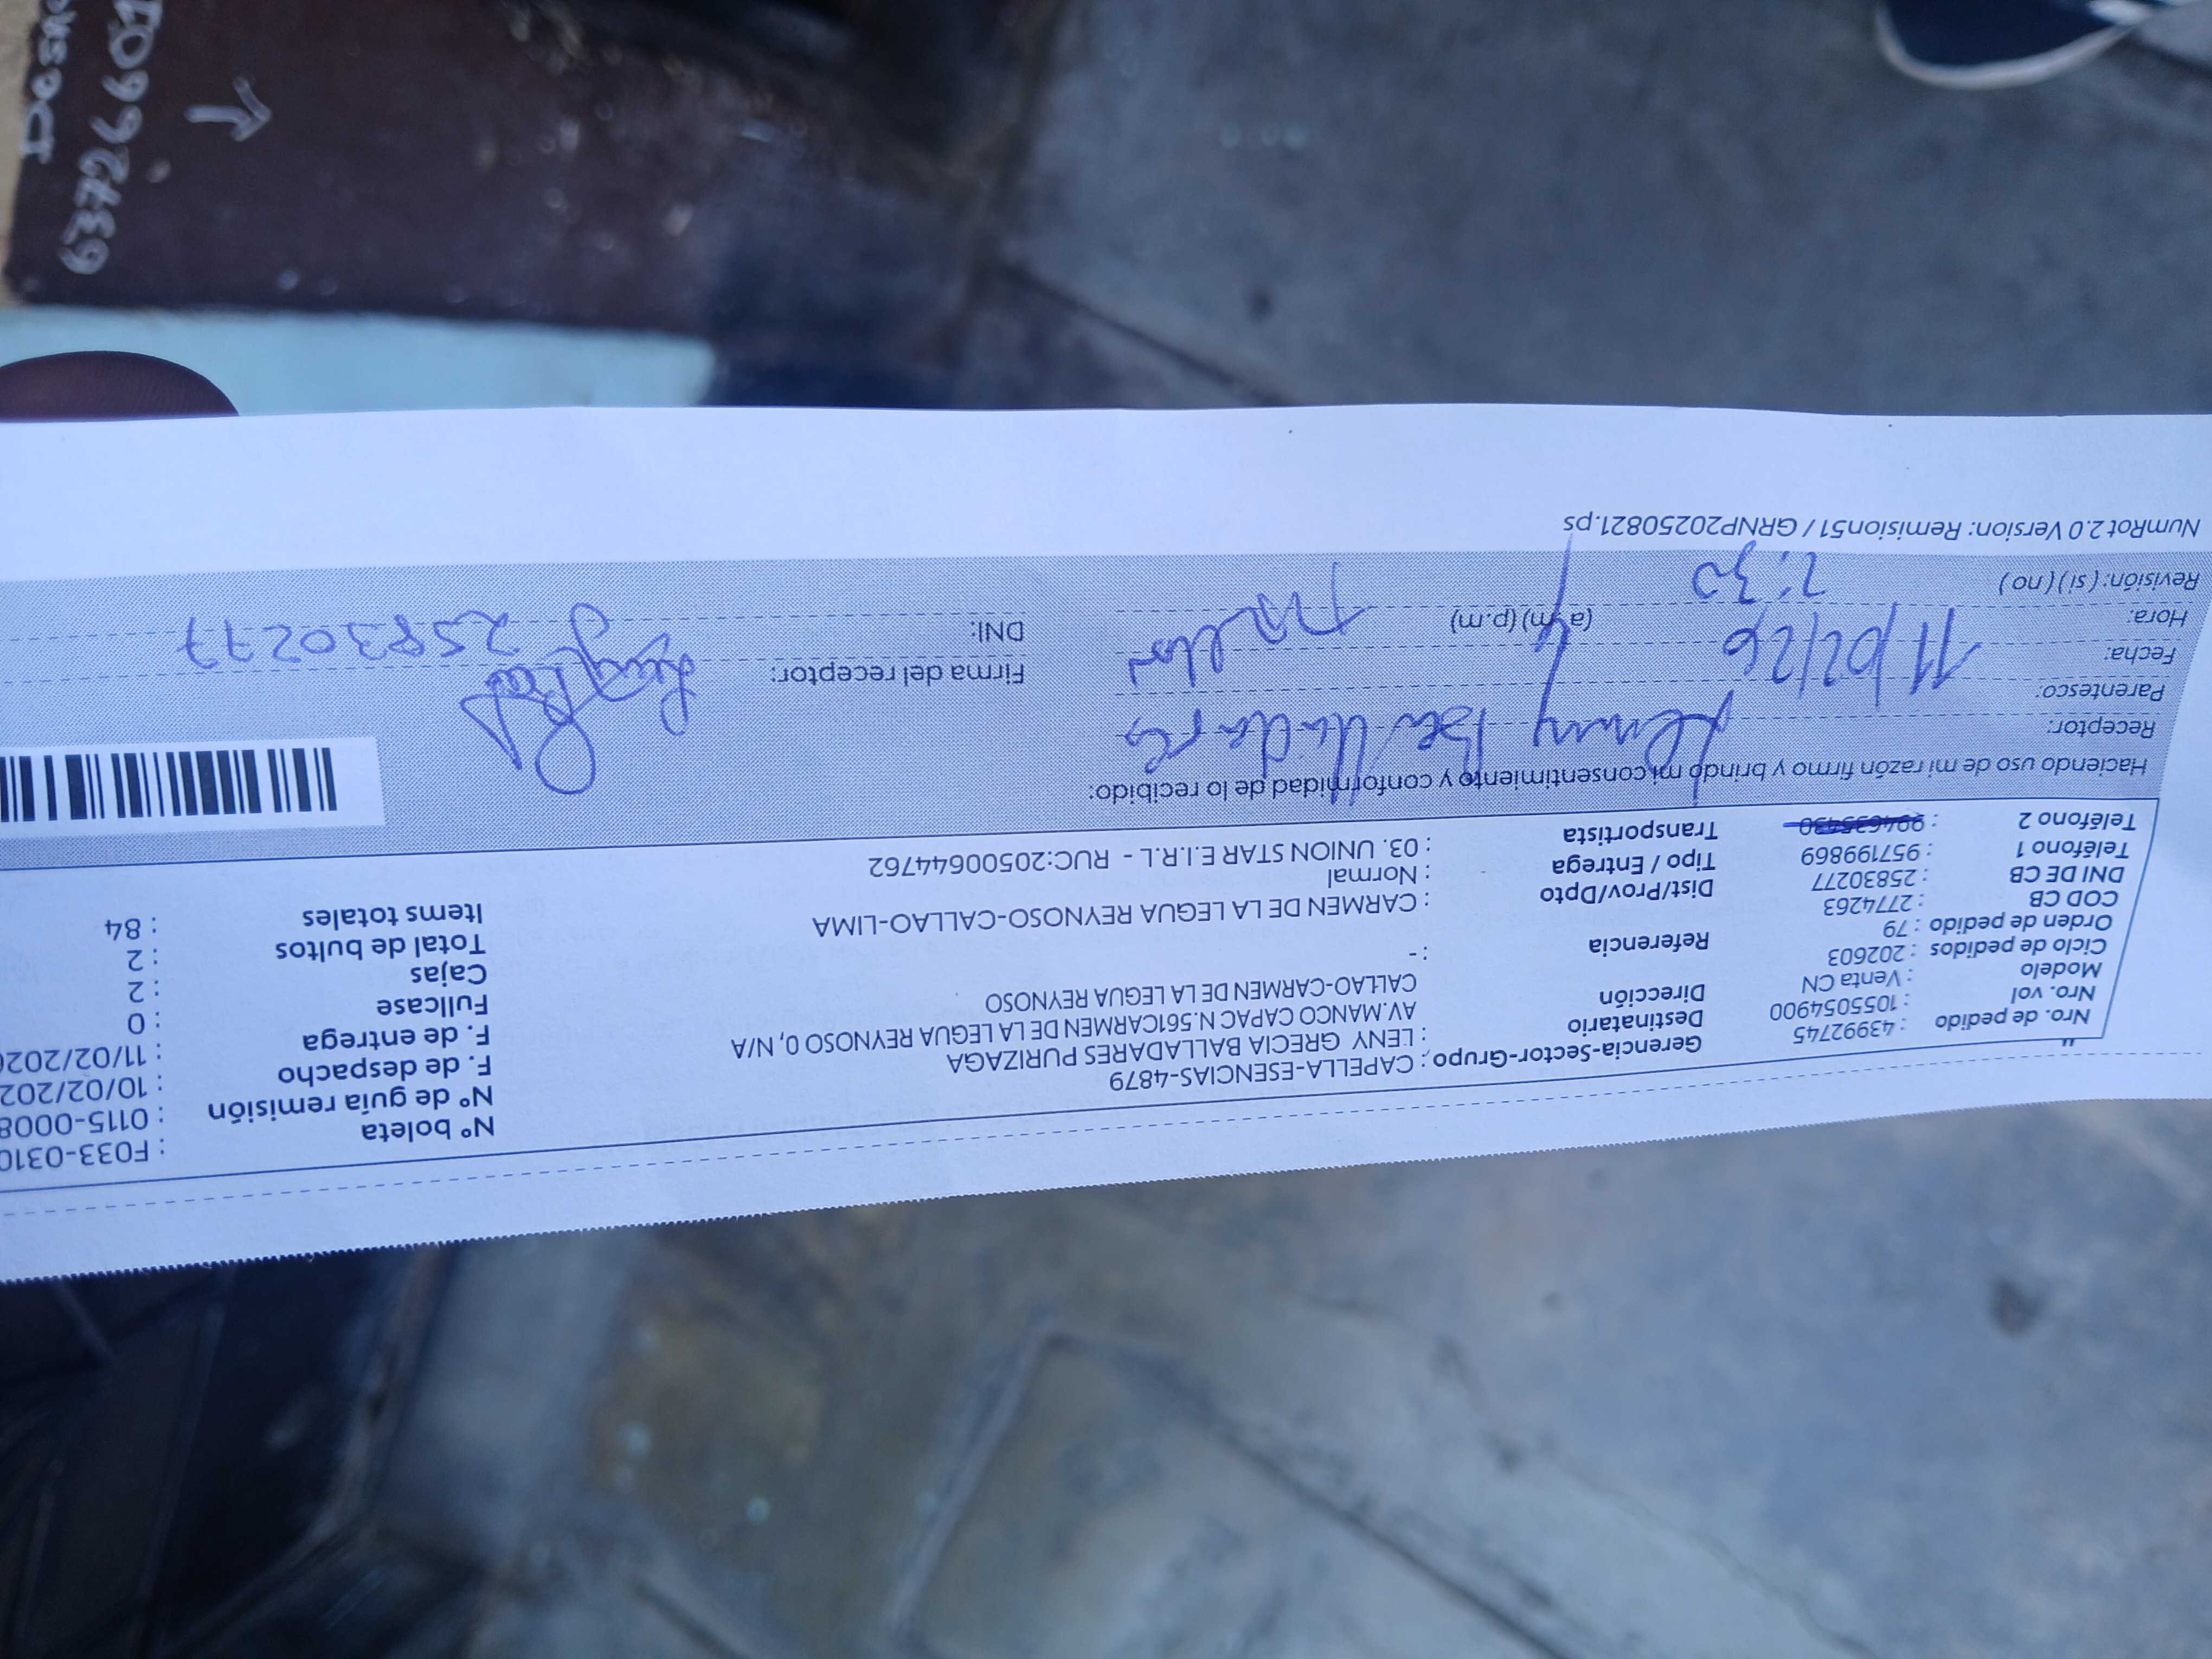 Nº boleta : F033-0310
Nº de guía remisión : 0115-0008
F. de despacho : 10/02/202
F. de entrega : 11/02/202
Fullcase : 0
Cajas : 2
Total de bultos : 2
Items totales : 84
Nro. de pedido : 43992745
Nro. vol : 1055054900
Modelo : Venta CN
Ciclo de pedidos : 202603
Orden de pedido : 79
COD CB : 2774263
DNI DE CB : 25830277
Teléfono 1 : 957199869
Teléfono 2 :
Gerencia-Sector-Grupo : CAPELLA-ESENCIAS-4879
Destinatario : LENY GRECIA BALLADARES PURIZAGA
Dirección AV.MANCO CAPAC N.561CARMEN DE LA LEGUA REYNOSO 0, N/A
CALLAO-CARMEN DE LA LEGUA REYNOSO
Referencia : -
Dist/Prov/Dpto : CARMEN DE LA LEGUA REYNOSO-CALLAO-LIMA
Tipo / Entrega : Normal
Transportista : 03. UNION STAR E.I.R.L - RUC:20500644762
Haciendo uso de mi razón firmo y brindo mi consentimiento y conformidad de lo recibido:
Receptor: Balladares
Parentesco:
Fecha: 11/02/26
Hora: (a.m) (p.m)
Revisión: (si) (no)
Firma del receptor:
DNI: 25830277
NumRot 2.0 Version: Remision51 / GRNP20250821.ps